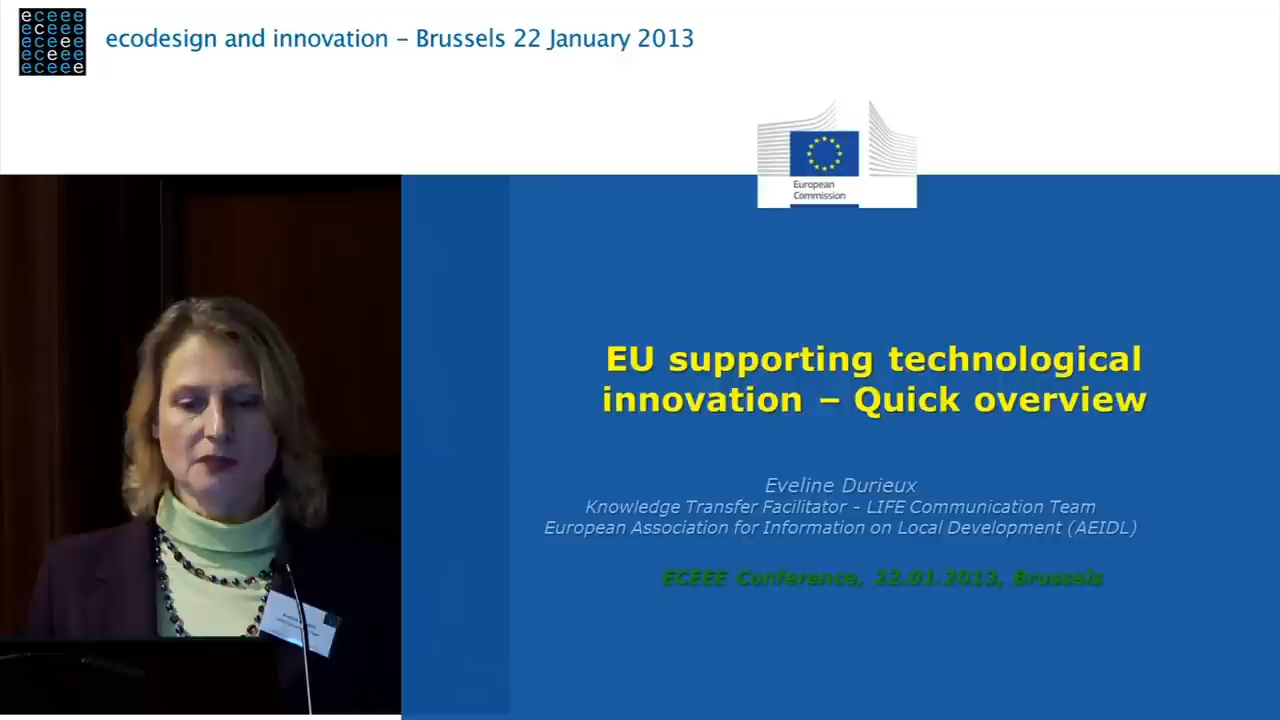 eceee
eceee
eceee
eceee
eceee
ecodesign and innovation – Brussels 22 January 2013
European
Commission
EU supporting technological
innovation – Quick overview
Eveline Durieux
Knowledge Transfer Facilitator - LIFE Communication Team
European Association for Information on Local Development (AEIDL)
ECEEE Conference, 22.01.2013, Brussels